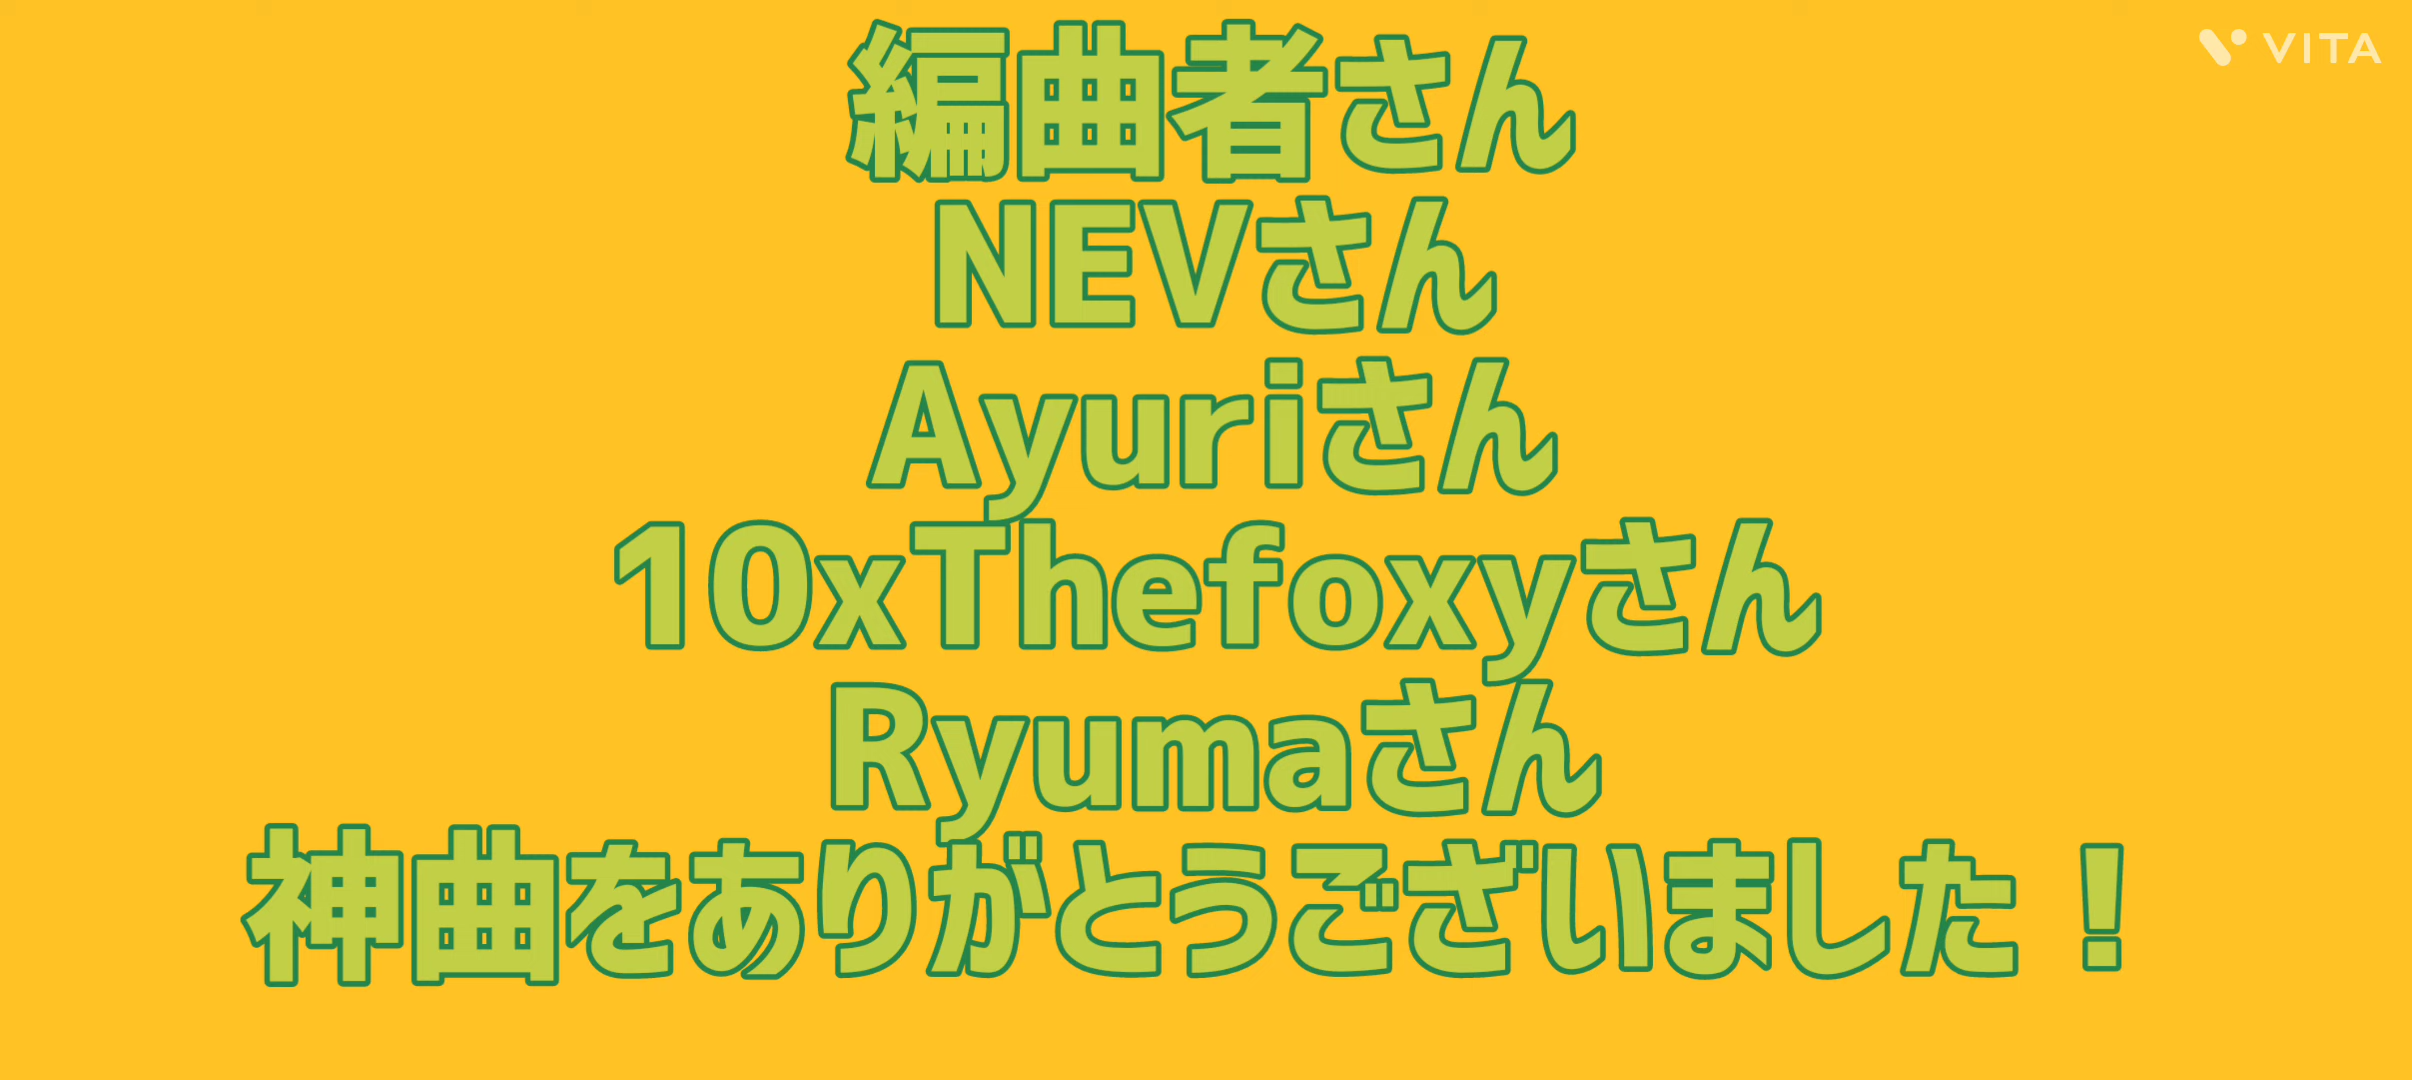 VITA
編曲者さん
NEVさん
Ayuriさん
10xThefoxyさん
Ryumaさん
神曲をありがとうございました！